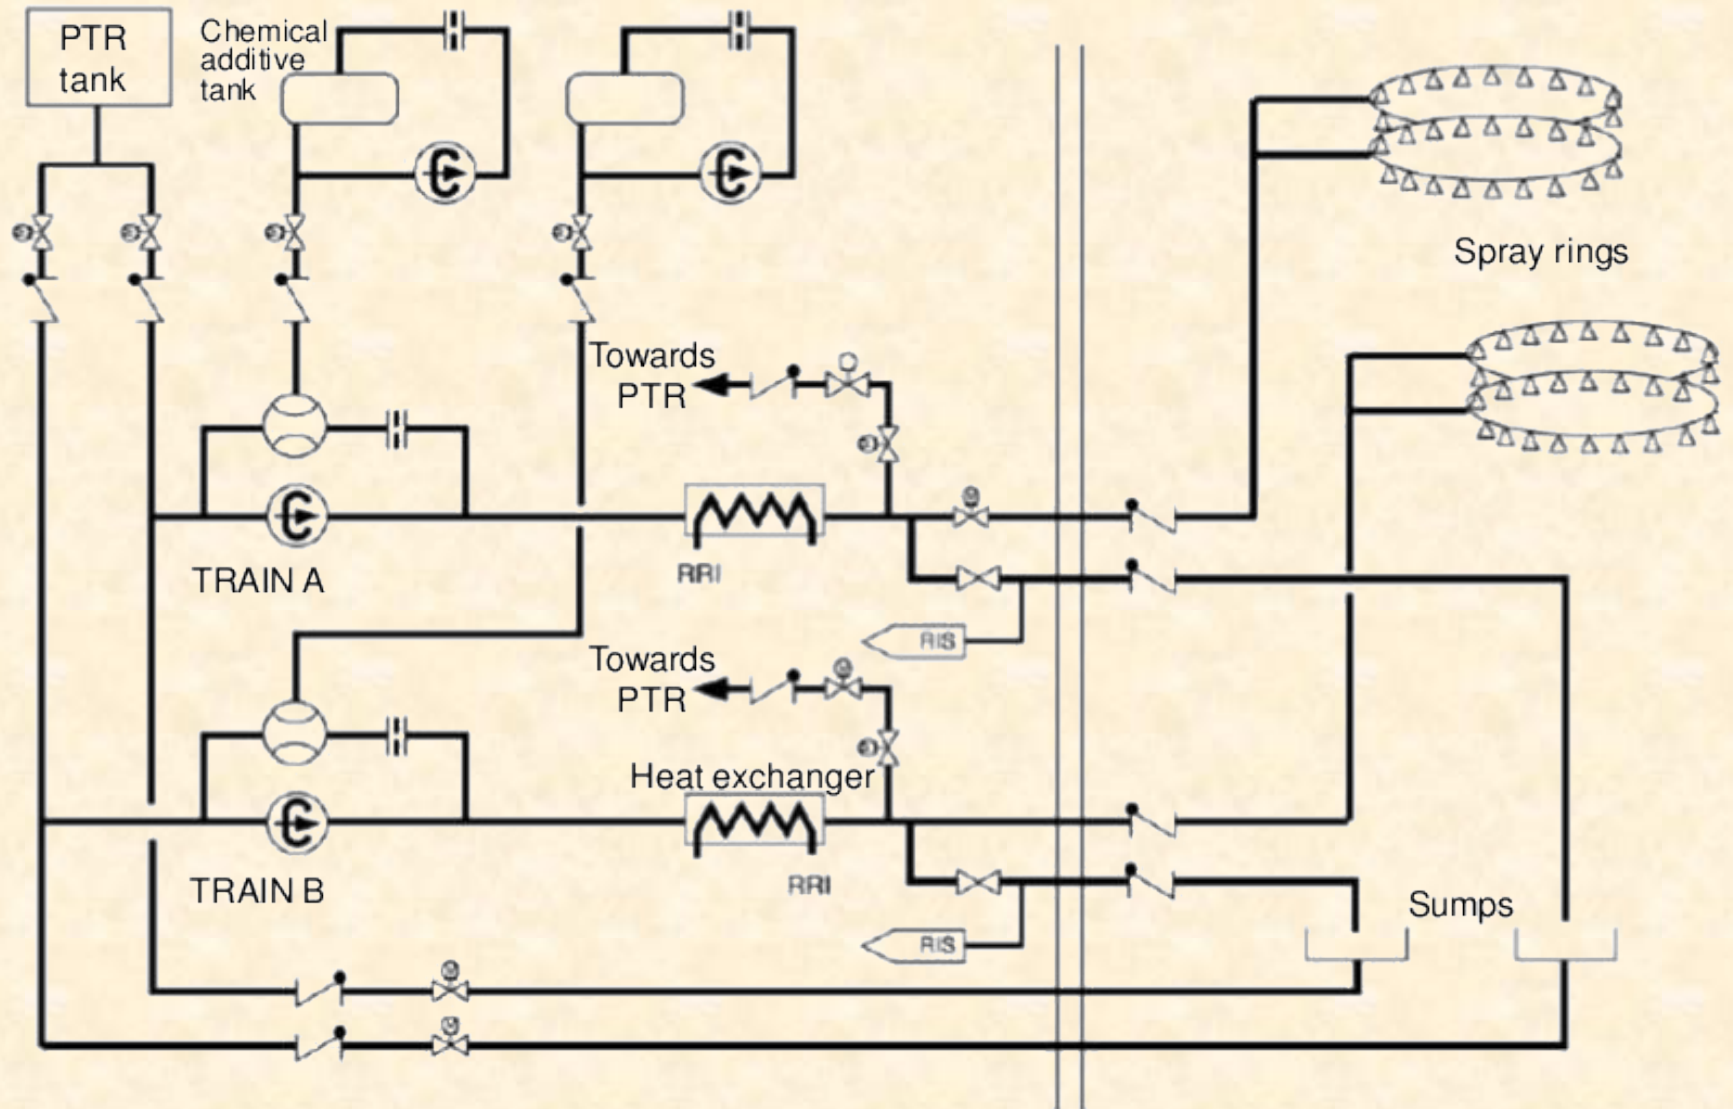 PTR
tank
Chemical
additive
tank
Spray rings
Towards
PTR
TRAIN A
RRI
RIS
Towards
PTR
Heat exchanger
TRAIN B
RRI
Sumps
RIS